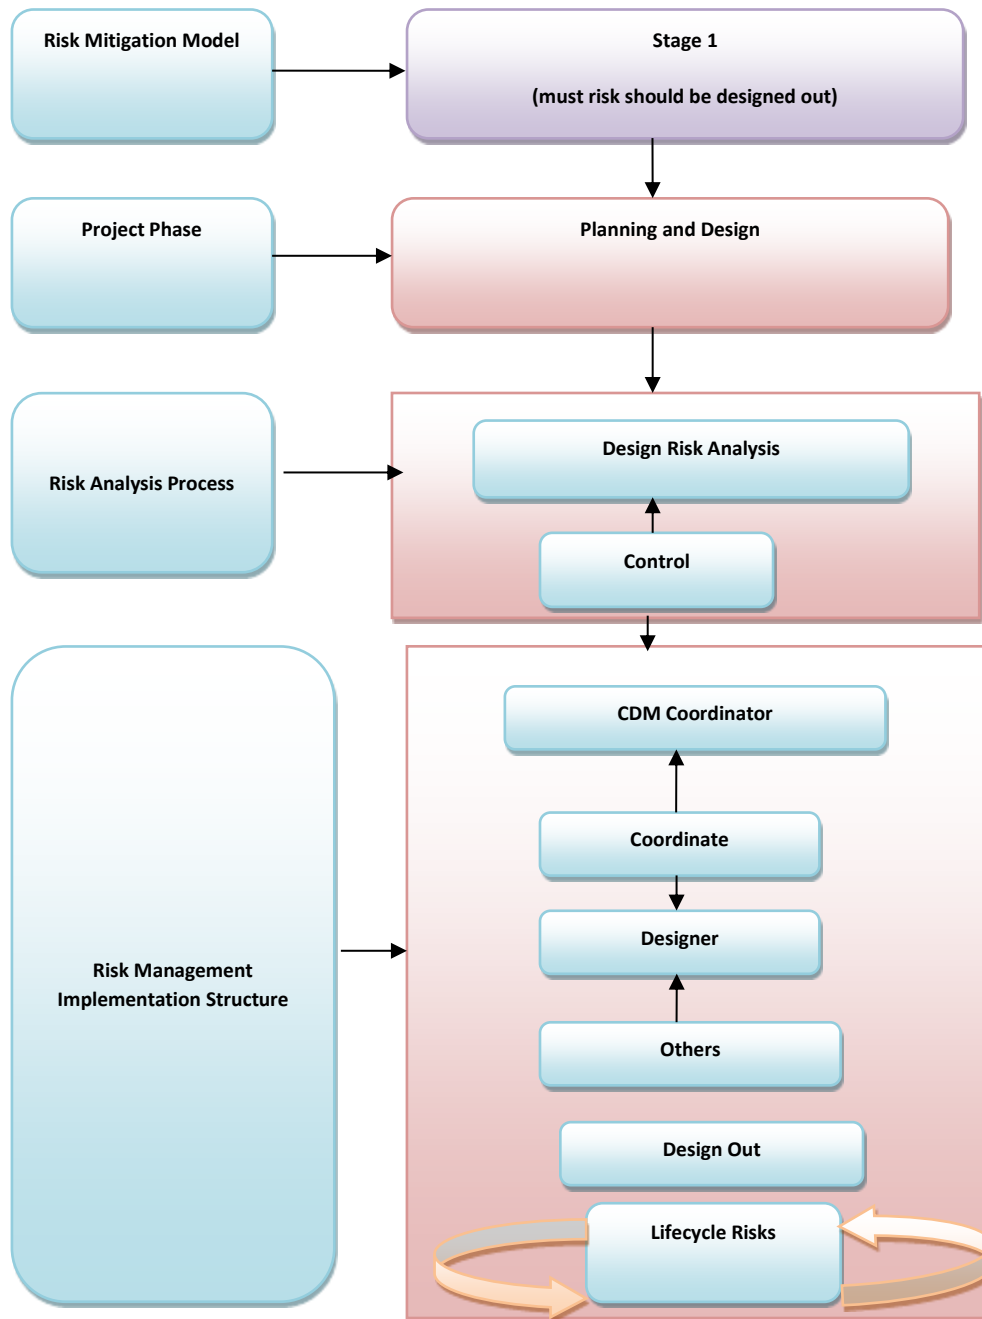 Risk Mitigation Model
Stage 1
(must risk should be designed out)
Project Phase
Planning and Design
Risk Analysis Process
Design Risk Analysis
Control
Risk Management
Implementation Structure
CDM Coordinator
Coordinate
Designer
Others
Design Out
Lifecycle Risks